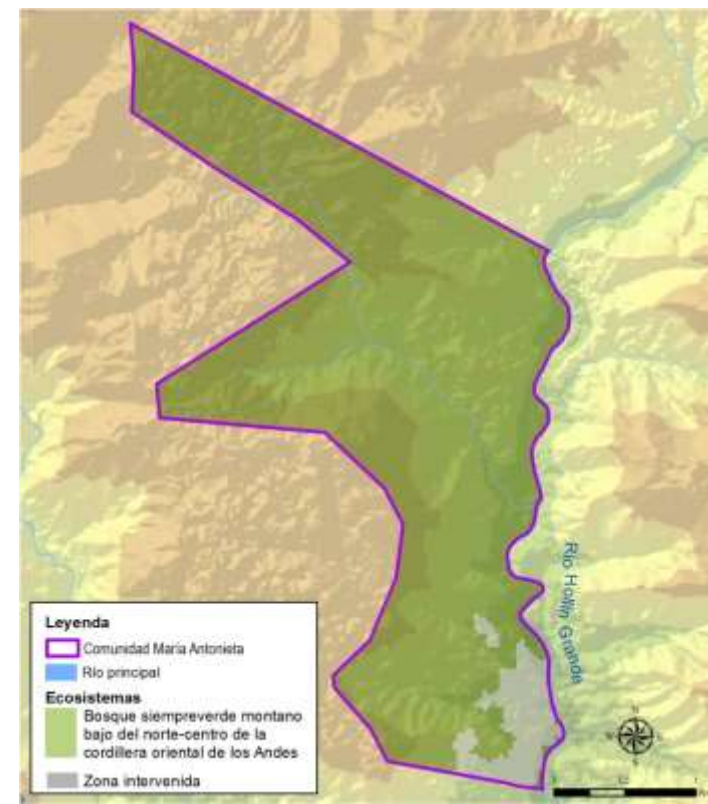 Río Hollín Grande
Leyenda
Comunidad María Antonieta
Río principal
Ecosistemas
Bosque siempreverde montano
bajo del norte-centro de la
cordillera oriental de los Andes
Zona intervenida
N